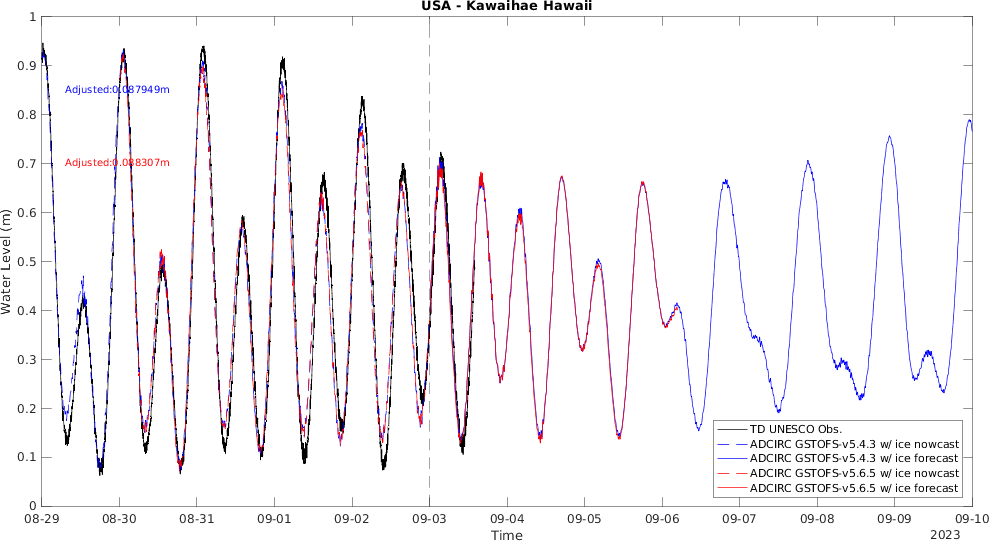 USA - Kawaihae Hawaii
1
0.9
0.8
0.7
0.6
0.5
0.4
0.3
0.2
0.1
0
Water Level (m)
Adjusted:0.087949m
Adjusted:0.088307m
TD UNESCO Obs.
ADCIRC GSTOFS-v5.4.3 w/ ice nowcast
ADCIRC GSTOFS-v5.4.3 w/ ice forecast
ADCIRC GSTOFS-v5.6.5 w/ ice nowcast
ADCIRC GSTOFS-v5.6.5 w/ ice forecast
08-29 08-30 08-31 09-01 09-02 09-03 09-04 09-05 09-06 09-07 09-08 09-09 09-10
Time
2023